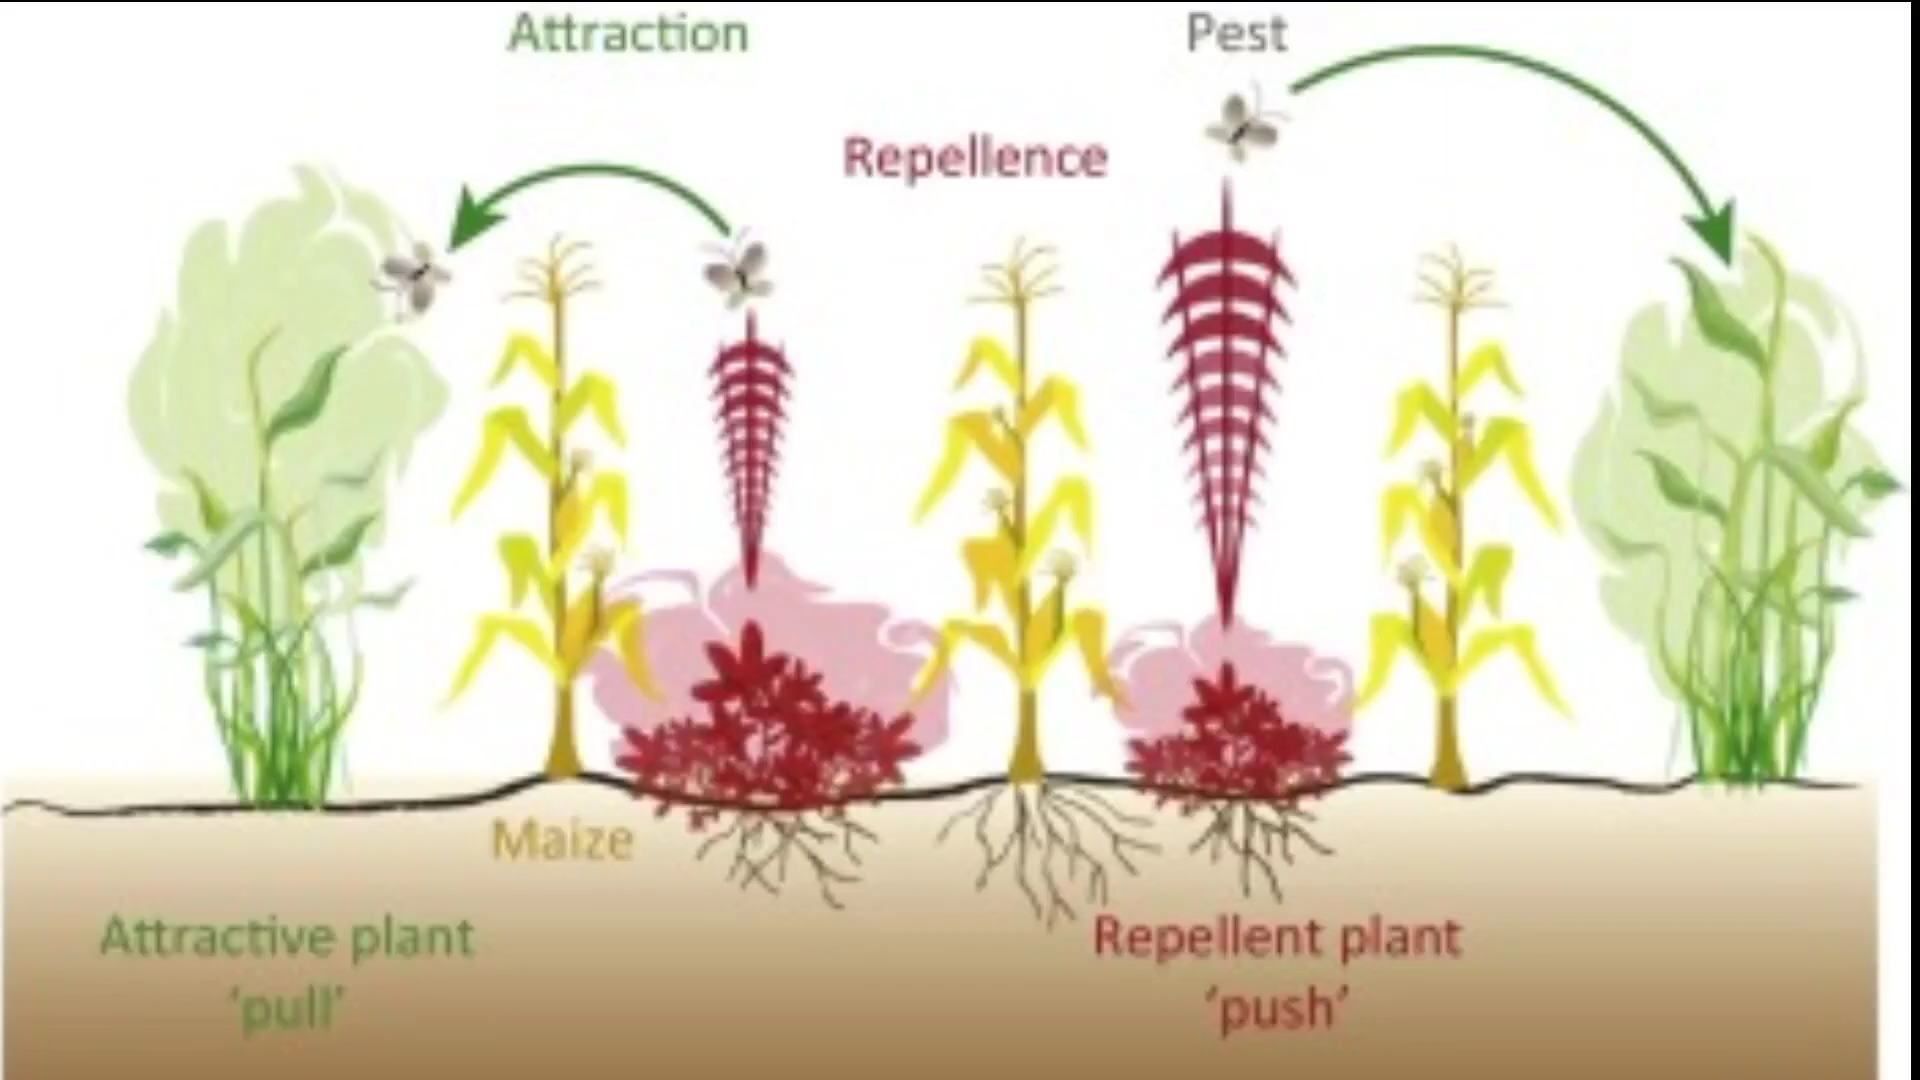 Attraction
Pest
Repellence
Maize
Attractive plant
‘pull’
Repellent plant
‘push’